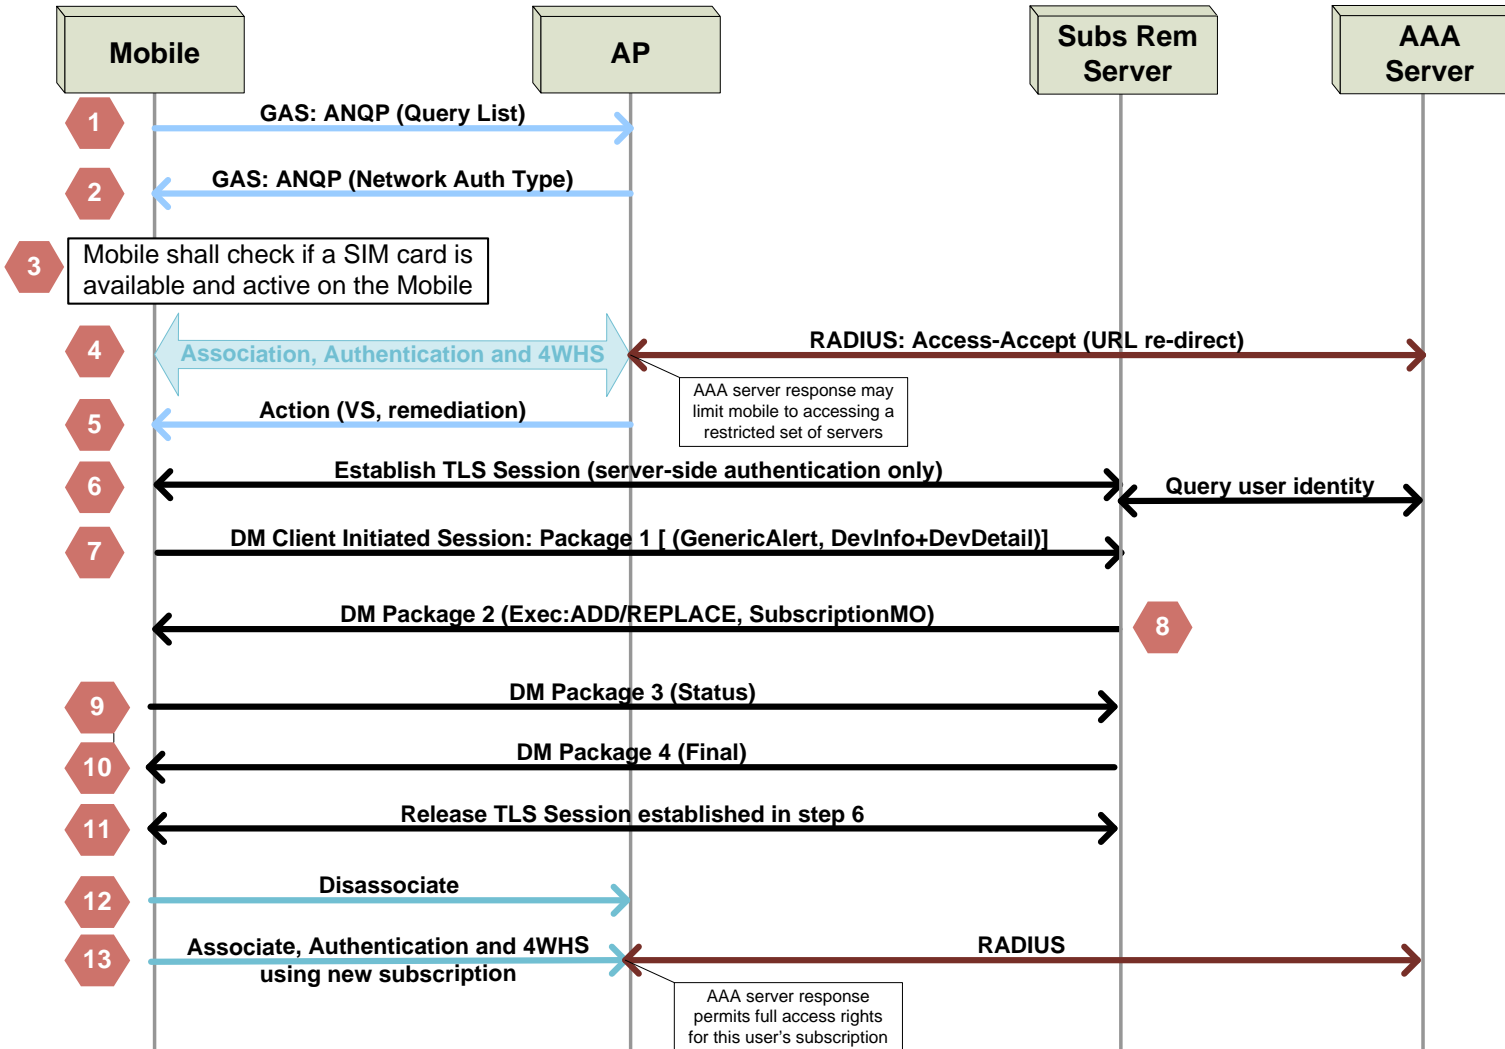 Mobile
AP
Subs Rem
Server
AAA
Server
1
GAS: ANQP (Query List)
2
GAS: ANQP (Network Auth Type)
3
Mobile shall check if a SIM card is
available and active on the Mobile
4
Association, Authentication and 4WHS
RADIUS: Access-Accept (URL re-direct)
AAA server response may
limit mobile to accessing a
restricted set of servers
5
Action (VS, remediation)
6
Establish TLS Session (server-side authentication only)
Query user identity
7
DM Client Initiated Session: Package 1 [ (GenericAlert, DevInfo+DevDetail)]
DM Package 2 (Exec:ADD/REPLACE, SubscriptionMO)
8
9
DM Package 3 (Status)
10
DM Package 4 (Final)
11
Release TLS Session established in step 6
12
Disassociate
13
Associate, Authentication and 4WHS
using new subscription
RADIUS
AAA server response
permits full access rights
for this user's subscription